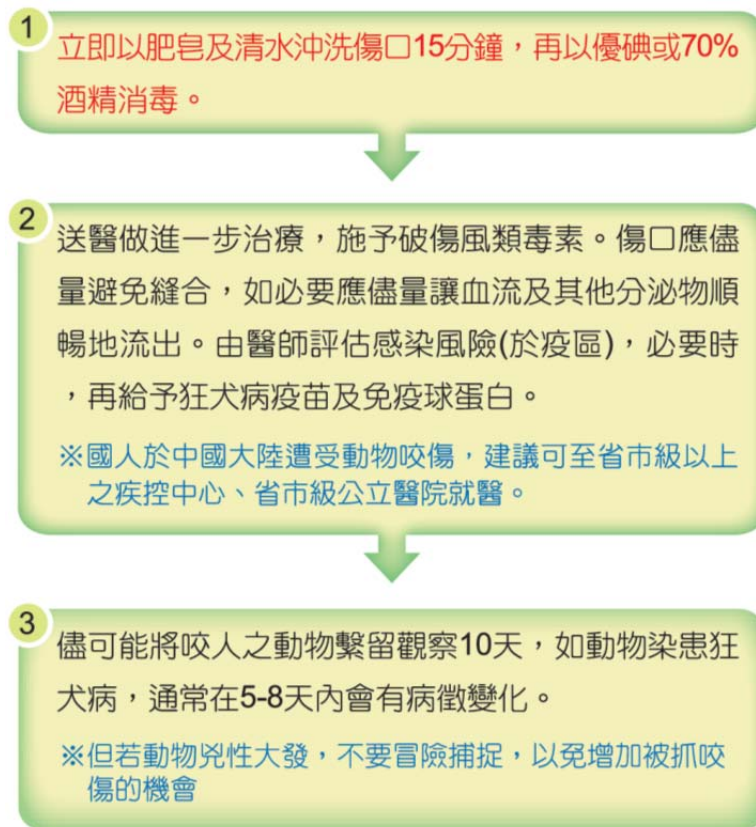 1
立即以肥皂及清水沖洗傷口15分鐘，再以優碘或70%
酒精消毒。
2
送醫做進一步治療，施予破傷風類毒素。傷口應儘
量避免縫合，如必要應儘量讓血流及其他分泌物順
暢地流出。由醫師評估感染風險(於疫區)，必要時
，再給予狂犬病疫苗及免疫球蛋白。
※國人於中國大陸遭受動物咬傷，建議可至省市級以上
之疾控中心、省市級公立醫院就醫。
3
儘可能將咬人之動物繫留觀察10天，如動物染患狂
犬病，通常在5-8天內會有病徵變化。
※但若動物兇性大發，不要冒險捕捉，以免增加被抓咬
傷的機會